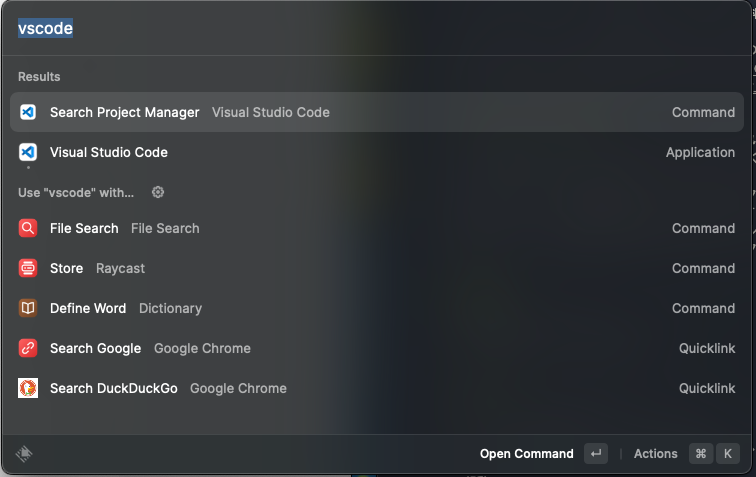 vscode
Results
Search Project Manager Visual Studio Code Command
Visual Studio Code Application
Use "vscode" with...
File Search File Search Command
Store Raycast Command
Define Word Dictionary Command
Search Google Google Chrome Quicklink
Search DuckDuckGo Google Chrome Quicklink
Open Command ↵ | Actions ⌘ K